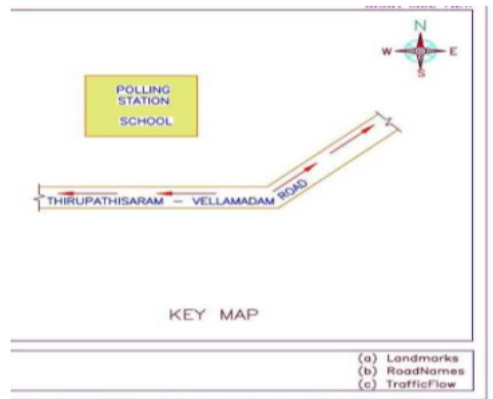 N
W E
S
POLLING
STATION
SCHOOL
THIRUPATHISARAM – VELLAMADAM ROAD
KEY MAP
(a) Landmarks
(b) RoadNames
(c) TrafficFlow